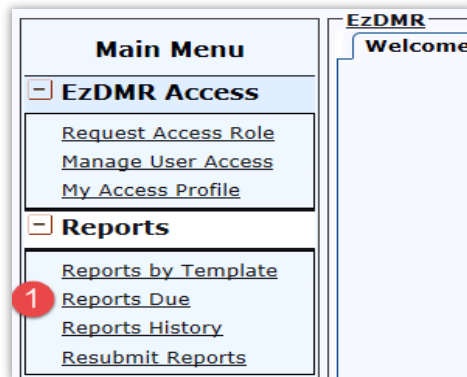 Main Menu
EzDMR Access
Request Access Role
Manage User Access
My Access Profile
Reports
Reports by Template
1
Reports Due
Reports History
Resubmit Reports
EzDMR
Welcome